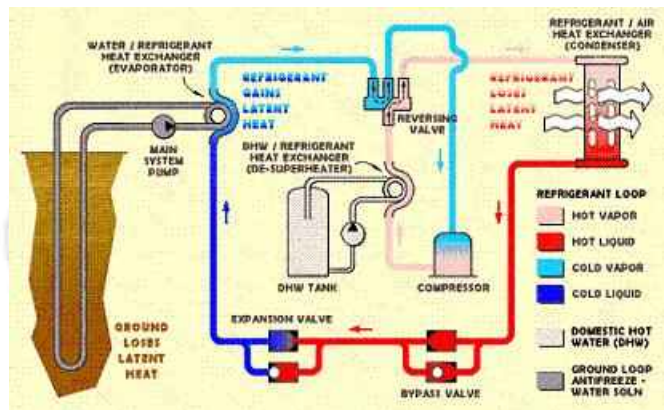 WATER / REFRIGERANT
HEAT EXCHANGER
(EVAPORATOR)
REFRIGERANT
GAINS
LATENT
HEAT
REFRIGERANT / AIR
HEAT EXCHANGER
(CONDENSER)
REFRIGERANT
LOSES
LATENT
HEAT
REVERSING
VALVE
MAIN
SYSTEM
PUMP
DHW / REFRIGERANT
HEAT EXCHANGER
(DE-SUPERHEATER)
DHW TANK
COMPRESSOR
EXPANSION VALVE
BYPASS VALVE
GROUND
LOSES
LATENT
HEAT
REFRIGERANT LOOP
HOT VAPOR
HOT LIQUID
COLD VAPOR
COLD LIQUID
DOMESTIC HOT
WATER (DHW)
GROUND LOOP
ANTIFREEZE -
WATER SOLN